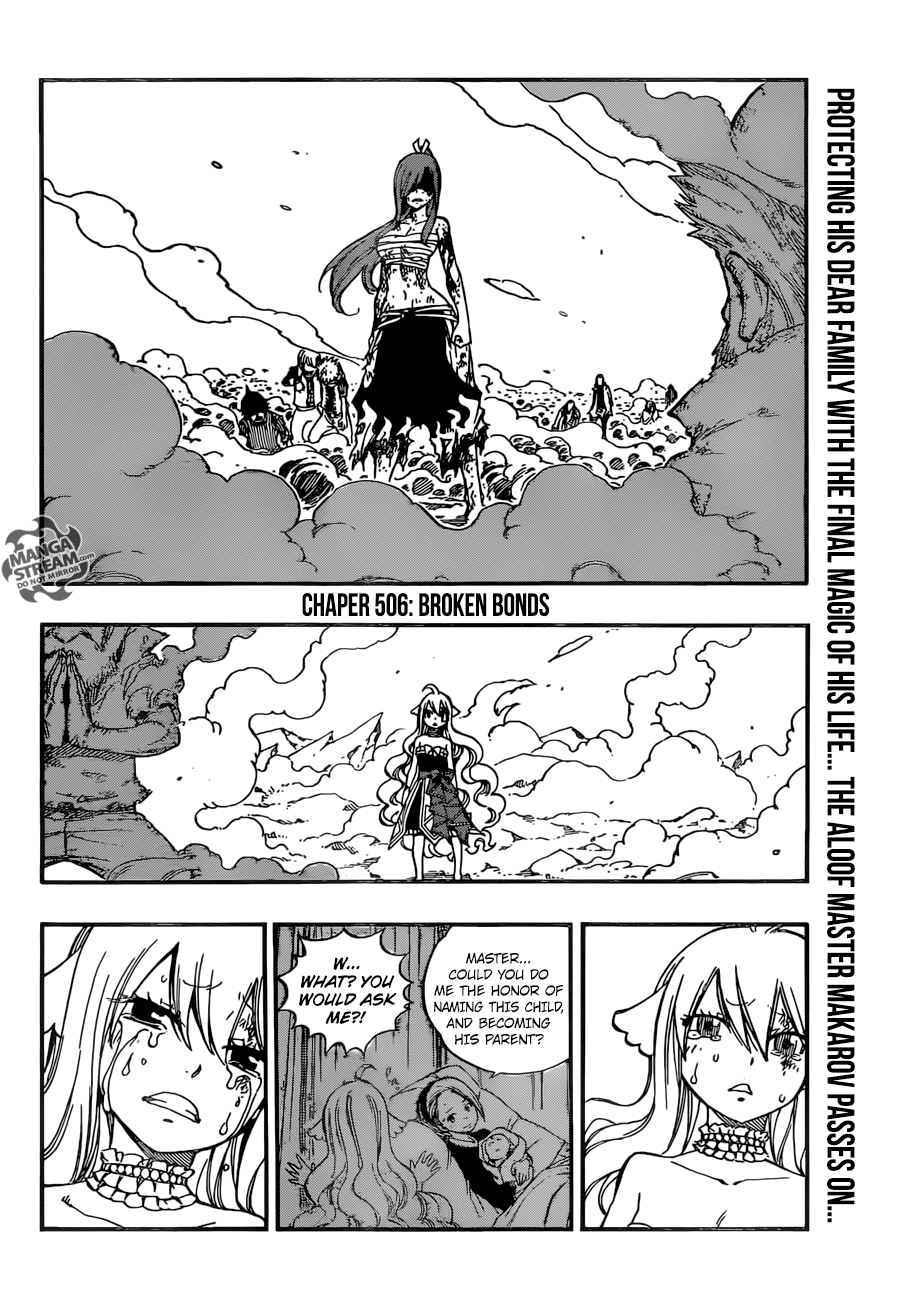 PROTECTING HIS DEAR FAMILY WITH THE FINAL MAGIC OF HIS LIFE... THE ALOOF MASTER MAKAROV PASSES ON...
MANGA
STREAM.com
DO NOT MIRROR
CHAPER 506: BROKEN BONDS
MASTER...
COULD YOU DO
ME THE HONOR OF
NAMING THIS CHILD,
AND BECOMING
HIS PARENT?
W...
WHAT? YOU
WOULD ASK
ME?!